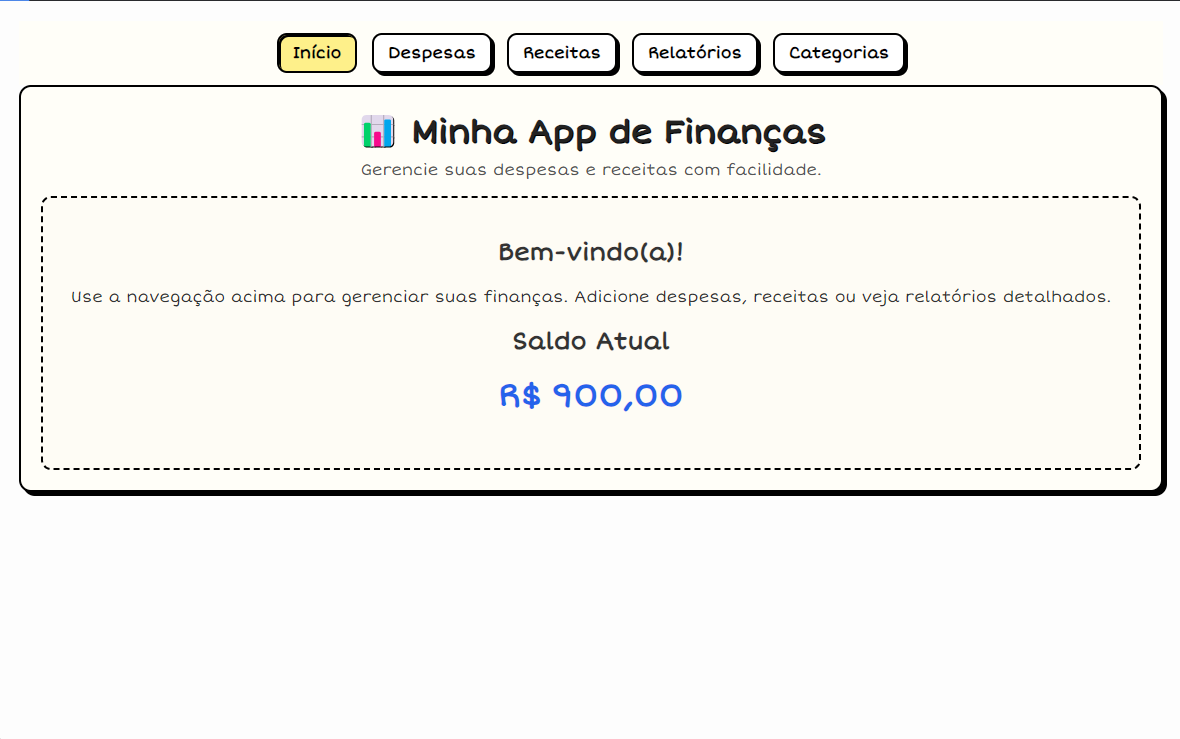 Início Despesas Receitas Relatórios Categorias
Minha App de Finanças
Gerencie suas despesas e receitas com facilidade.
Bem-vindo(a)!
Use a navegação acima para gerenciar suas finanças. Adicione despesas, receitas ou veja relatórios detalhados.
Saldo Atual
R$ 900,00